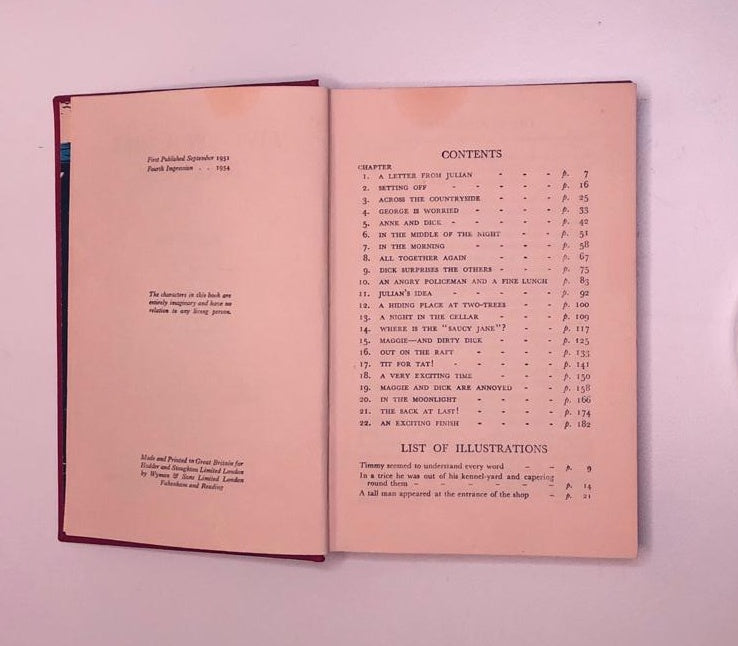 First Published September 1951
Fourth Impression . . 1954
The characters in this book are
entirely imaginary and have no
relation to any living person.
Made and Printed in Great Britain for
Hodder and Stoughton Limited London
by Wyman & Sons Limited London
Fakenham and Reading
CONTENTS
CHAPTER
1. A LETTER FROM JULIAN - - - p. 7
2. SETTING OFF - - - - p. 16
3. ACROSS THE COUNTRYSIDE - - - p. 25
4. GEORGE IS WORRIED - - - - p. 33
5. ANNE AND DICK - - - - - p. 42
6. IN THE MIDDLE OF THE NIGHT - - - p. 51
7. IN THE MORNING - - - - p. 58
8. ALL TOGETHER AGAIN - - - - p. 67
9. DICK SURPRISES THE OTHERS - - - p. 75
10. AN ANGRY POLICEMAN AND A FINE LUNCH - p. 83
11. JULIAN'S IDEA - - - - p. 92
12. A HIDING PLACE AT TWO-TREES - - - p. 100
13. A NIGHT IN THE CELLAR - - - - p. 109
14. WHERE IS THE "SAUCY JANE"? - - - p. 117
15. MAGGIE—AND DIRTY DICK - - - p. 125
16. OUT ON THE RAFT - - - - p. 133
17. TIT FOR TAT! - - - - - p. 141
18. A VERY EXCITING TIME - - - - p. 150
19. MAGGIE AND DICK ARE ANNOYED - - - p. 158
20. IN THE MOONLIGHT - - - - p. 166
21. THE SACK AT LAST! - - - - p. 174
22. AN EXCITING FINISH - - - - p. 182
LIST OF ILLUSTRATIONS
Timmy seemed to understand every word - - p. 9
In a trice he was out of his kennel-yard and capering
round them - - - - - - p. 14
A tall man appeared at the entrance of the shop - p. 21